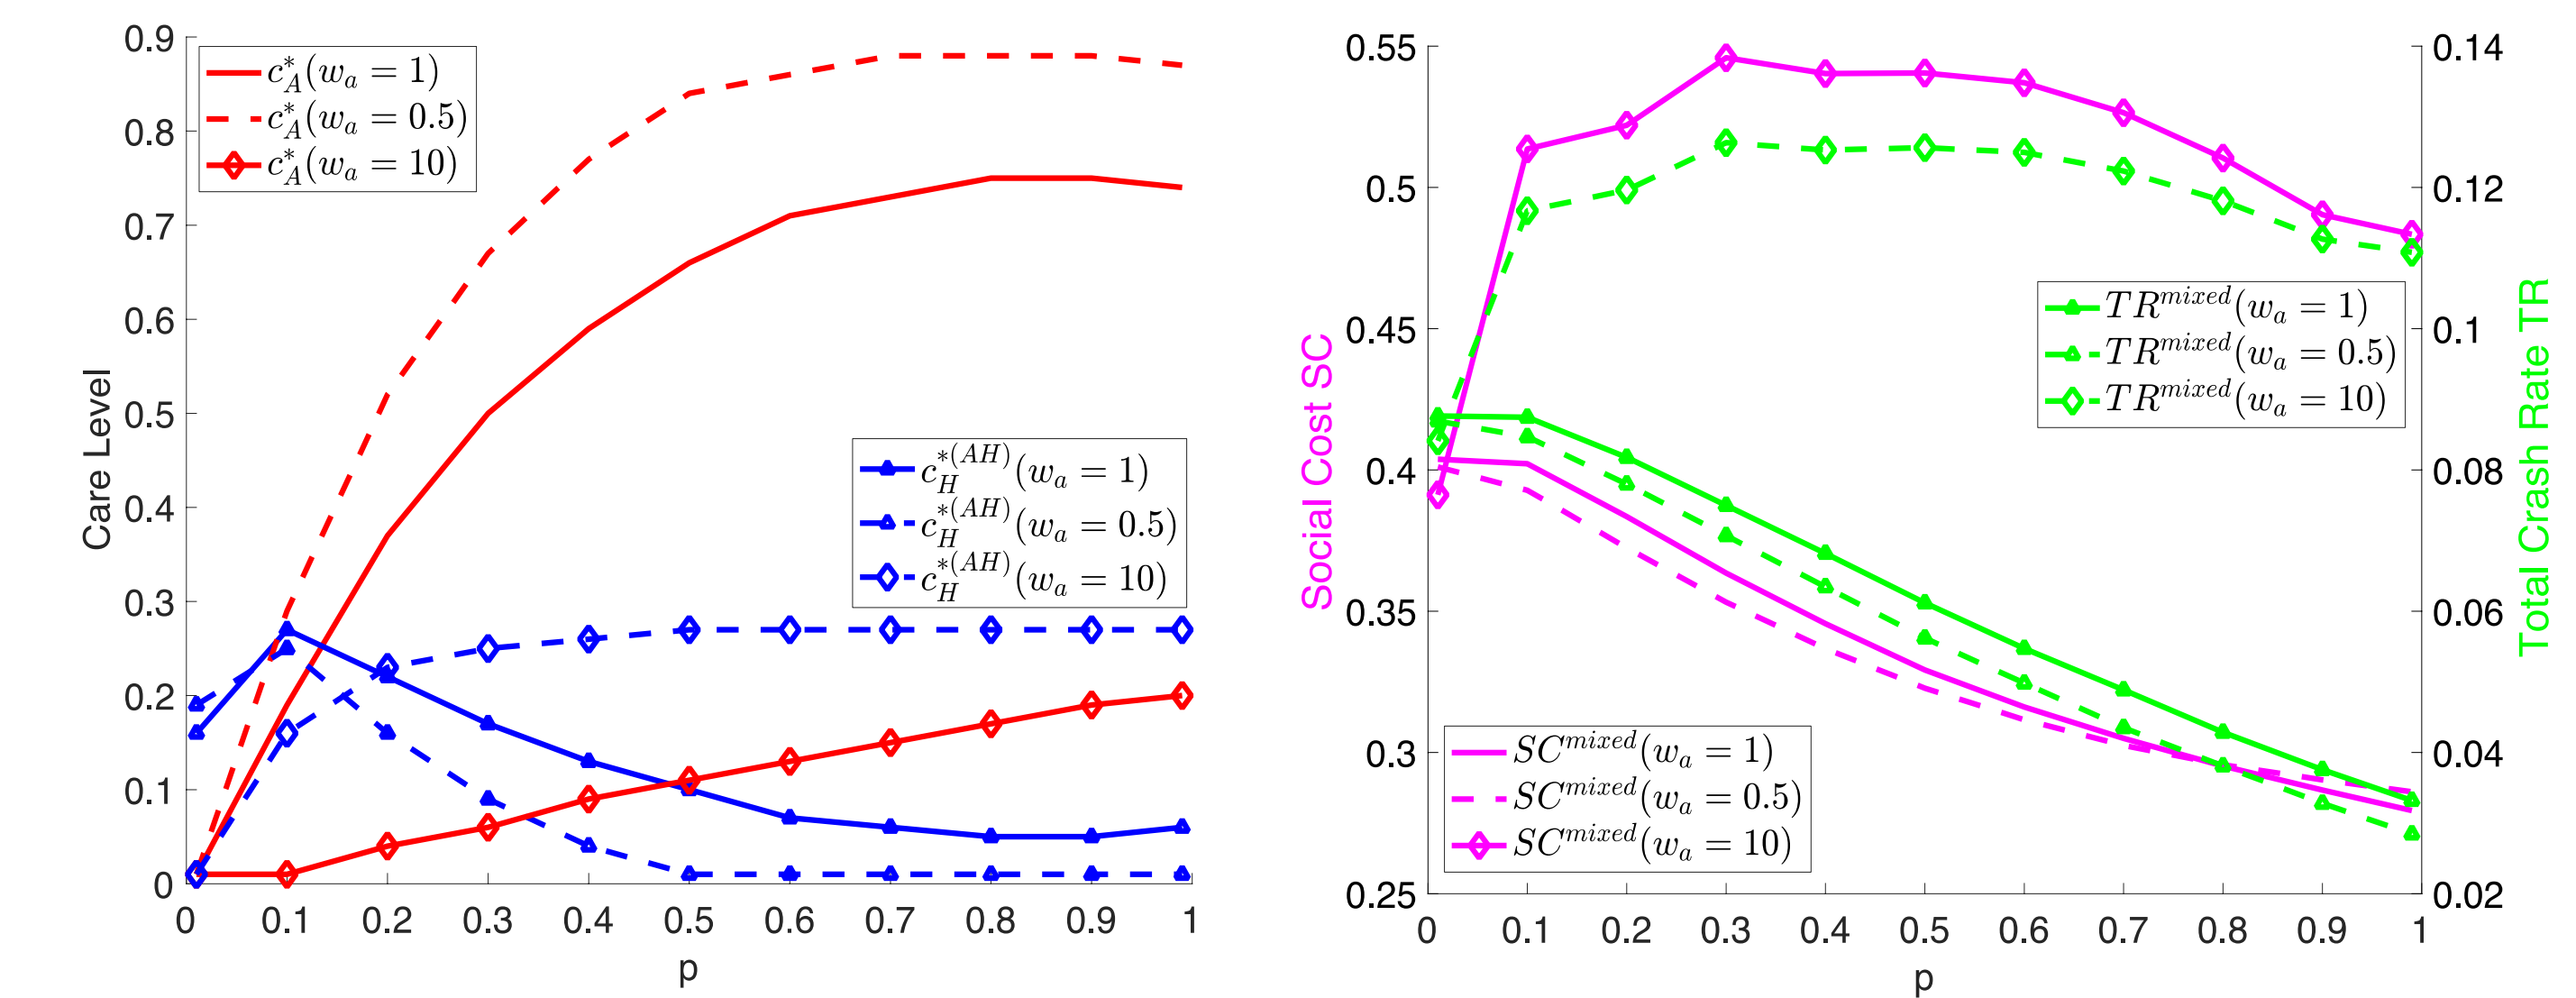 0.9
0.8
0.7
0.6
0.5
0.4
0.3
0.2
0.1
0
Care Level
c*A(wa = 1)
c*A(wa = 0.5)
c*A(wa = 10)
c*(AH)H(wa = 1)
c*(AH)H(wa = 0.5)
c*(AH)H(wa = 10)
0 0.1 0.2 0.3 0.4 0.5 0.6 0.7 0.8 0.9 1
p
0.55
0.5
0.45
0.4
0.35
0.3
0.25
Social Cost SC
TRmixed(wa = 1)
TRmixed(wa = 0.5)
TRmixed(wa = 10)
SCmixed(wa = 1)
SCmixed(wa = 0.5)
SCmixed(wa = 10)
0.14
0.12
0.1
0.08
0.06
0.04
0.02
Total Crash Rate TR
0 0.1 0.2 0.3 0.4 0.5 0.6 0.7 0.8 0.9 1
p